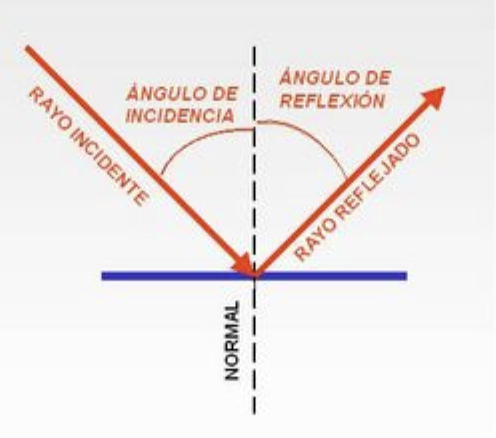 ÁNGULO DE
INCIDENCIA
ÁNGULO DE
REFLEXIÓN
RAYO INCIDENTE
RAYO REFLEJADO
NORMAL